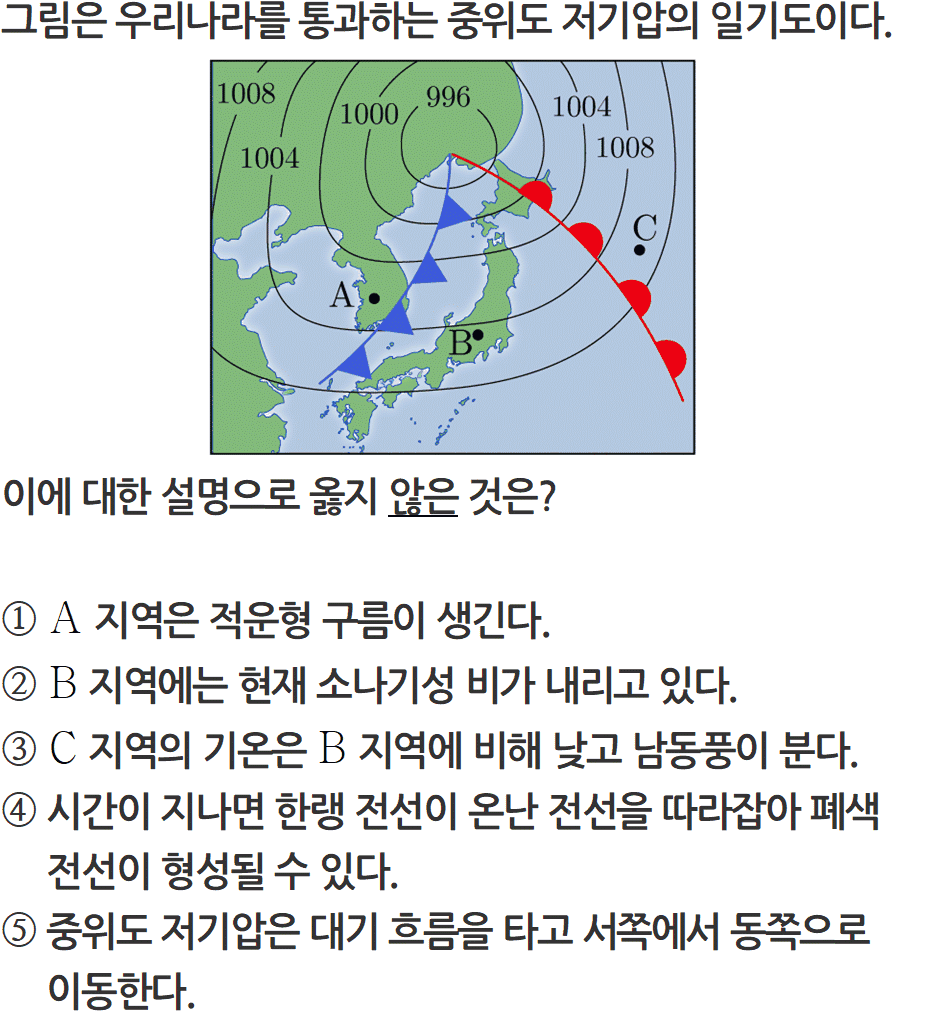 그림은 우리나라를 통과하는 중위도 저기압의 일기도이다.
1008
1000
996
1004
1004
1008
C
A
B
이에 대한 설명으로 옳지 않은 것은?
① A 지역은 적운형 구름이 생긴다.
② B 지역에는 현재 소나기성 비가 내리고 있다.
③ C 지역의 기온은 B 지역에 비해 낮고 남동풍이 분다.
④ 시간이 지나면 한랭 전선이 온난 전선을 따라잡아 폐색
전선이 형성될 수 있다.
⑤ 중위도 저기압은 대기 흐름을 타고 서쪽에서 동쪽으로
이동한다.